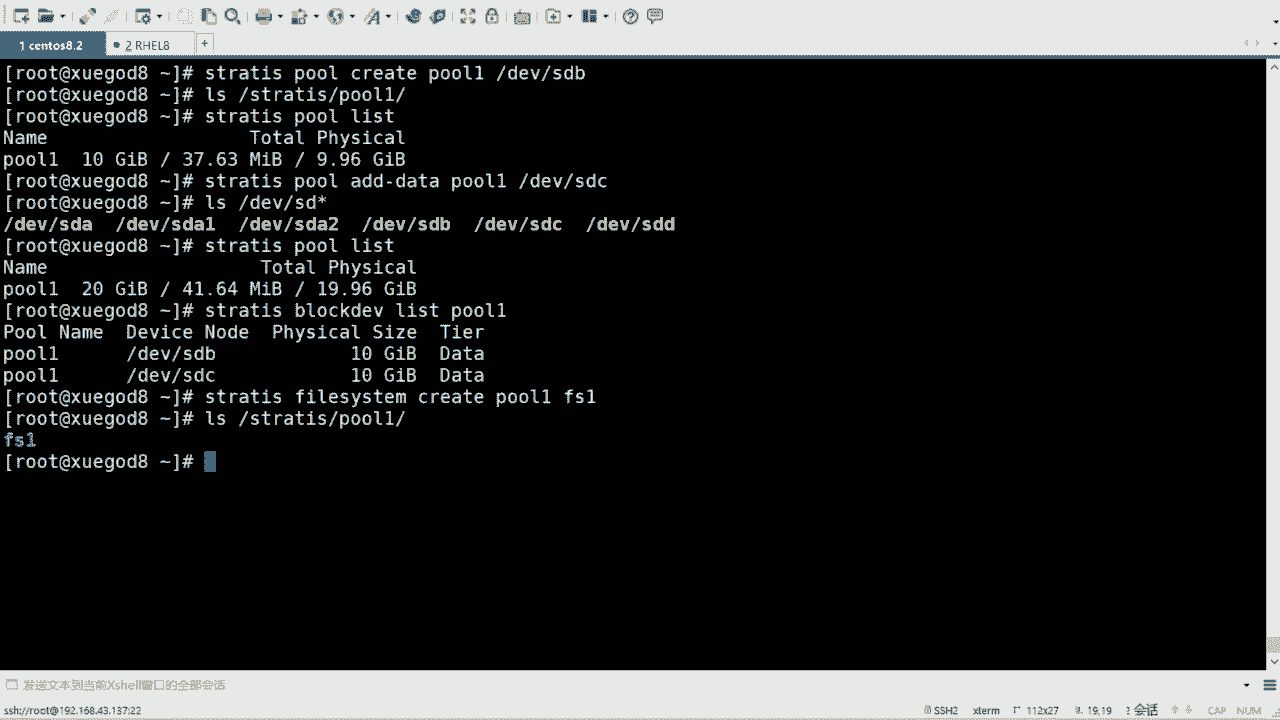 1 centos8.2
2 RHEL8
+
[root@xuegod8 ~]# stratis pool create pool1 /dev/sdb
[root@xuegod8 ~]# ls /stratis/pool1/
[root@xuegod8 ~]# stratis pool list
Name                  Total Physical
pool1  10 GiB / 37.63 MiB / 9.96 GiB
[root@xuegod8 ~]# stratis pool add-data pool1 /dev/sdc
[root@xuegod8 ~]# ls /dev/sd*
/dev/sda  /dev/sda1  /dev/sda2  /dev/sdb  /dev/sdc  /dev/sdd
[root@xuegod8 ~]# stratis pool list
Name                   Total Physical
pool1  20 GiB / 41.64 MiB / 19.96 GiB
[root@xuegod8 ~]# stratis blockdev list pool1
Pool Name  Device Node  Physical Size  Tier
pool1      /dev/sdb            10 GiB  Data
pool1      /dev/sdc            10 GiB  Data
[root@xuegod8 ~]# stratis filesystem create pool1 fs1
[root@xuegod8 ~]# ls /stratis/pool1/
fs1
[root@xuegod8 ~]#
发送文本到当前Xshell窗口的全部会话
ssh://root@192.168.43.137:22
SSH2 xterm 112x27 19,19 1 会话 CAP NUM